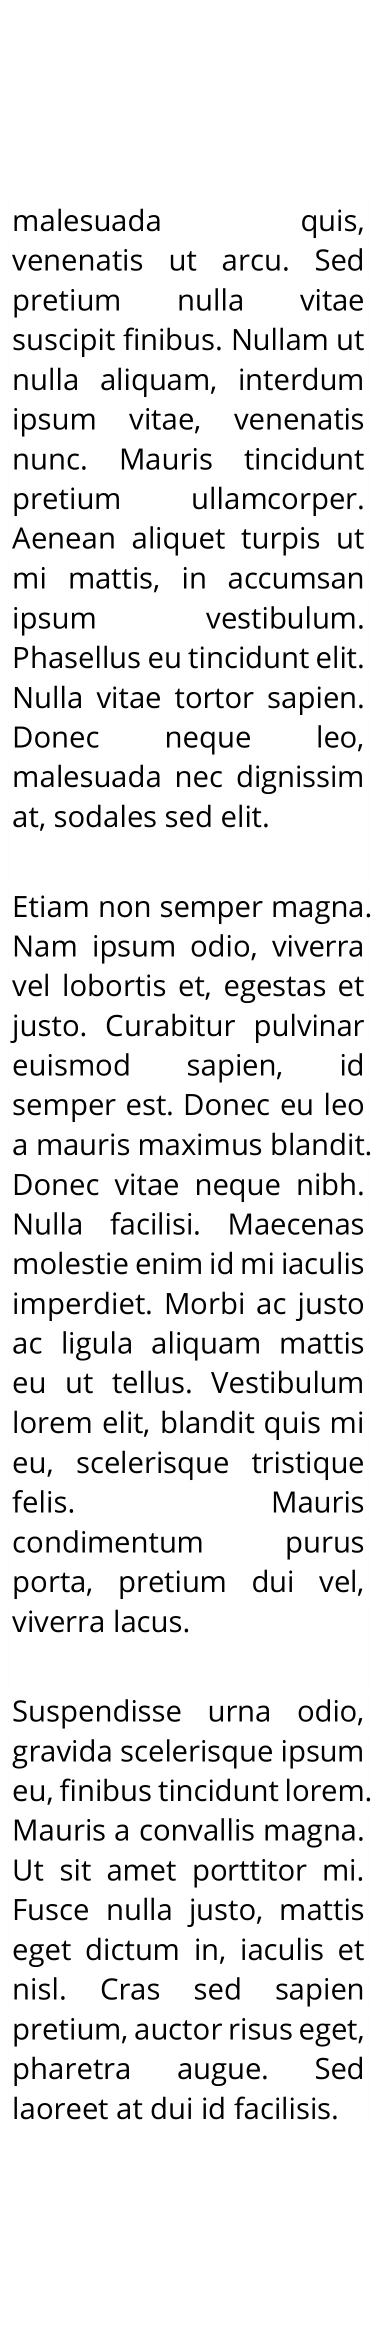 malesuada quis,
venenatis ut arcu. Sed
pretium nulla vitae
suscipit finibus. Nullam ut
nulla aliquam, interdum
ipsum vitae, venenatis
nunc. Mauris tincidunt
pretium ullamcorper.
Aenean aliquet turpis ut
mi mattis, in accumsan
ipsum vestibulum.
Phasellus eu tincidunt elit.
Nulla vitae tortor sapien.
Donec neque leo,
malesuada nec dignissim
at, sodales sed elit.
Etiam non semper magna.
Nam ipsum odio, viverra
vel lobortis et, egestas et
justo. Curabitur pulvinar
euismod sapien, id
semper est. Donec eu leo
a mauris maximus blandit.
Donec vitae neque nibh.
Nulla facilisi. Maecenas
molestie enim id mi iaculis
imperdiet. Morbi ac justo
ac ligula aliquam mattis
eu ut tellus. Vestibulum
lorem elit, blandit quis mi
eu, scelerisque tristique
felis. Mauris
condimentum purus
porta, pretium dui vel,
viverra lacus.
Suspendisse urna odio,
gravida scelerisque ipsum
eu, finibus tincidunt lorem.
Mauris a convallis magna.
Ut sit amet porttitor mi.
Fusce nulla justo, mattis
eget dictum in, iaculis et
nisl. Cras sed sapien
pretium, auctor risus eget,
pharetra augue. Sed
laoreet at dui id facilisis.